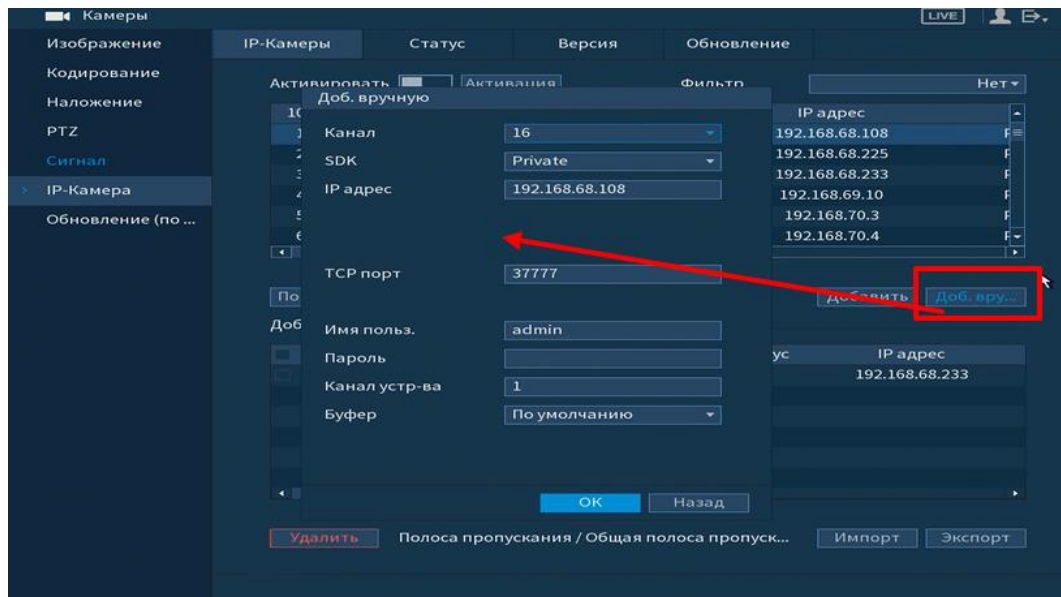 Камеры
LIVE
Изображение
Кодирование
Наложение
PTZ
Сигнал
IP-Камера
Обновление (по ...
IP-Камеры Статус Версия Обновление
Активировать Активация Фильтр Нет
Доб. вручную
Канал 16
SDK Private
IP адрес 192.168.68.108
TCP порт 37777
Имя польз. admin
Пароль
Канал устр-ва 1
Буфер По умолчанию
OK Назад
IP адрес
192.168.68.108
192.168.68.225
192.168.68.233
192.168.69.10
192.168.70.3
192.168.70.4
Добавить Доб. вру...
IP адрес
192.168.68.233
Удалить Полоса пропускания / Общая полоса пропуск... Импорт Экспорт